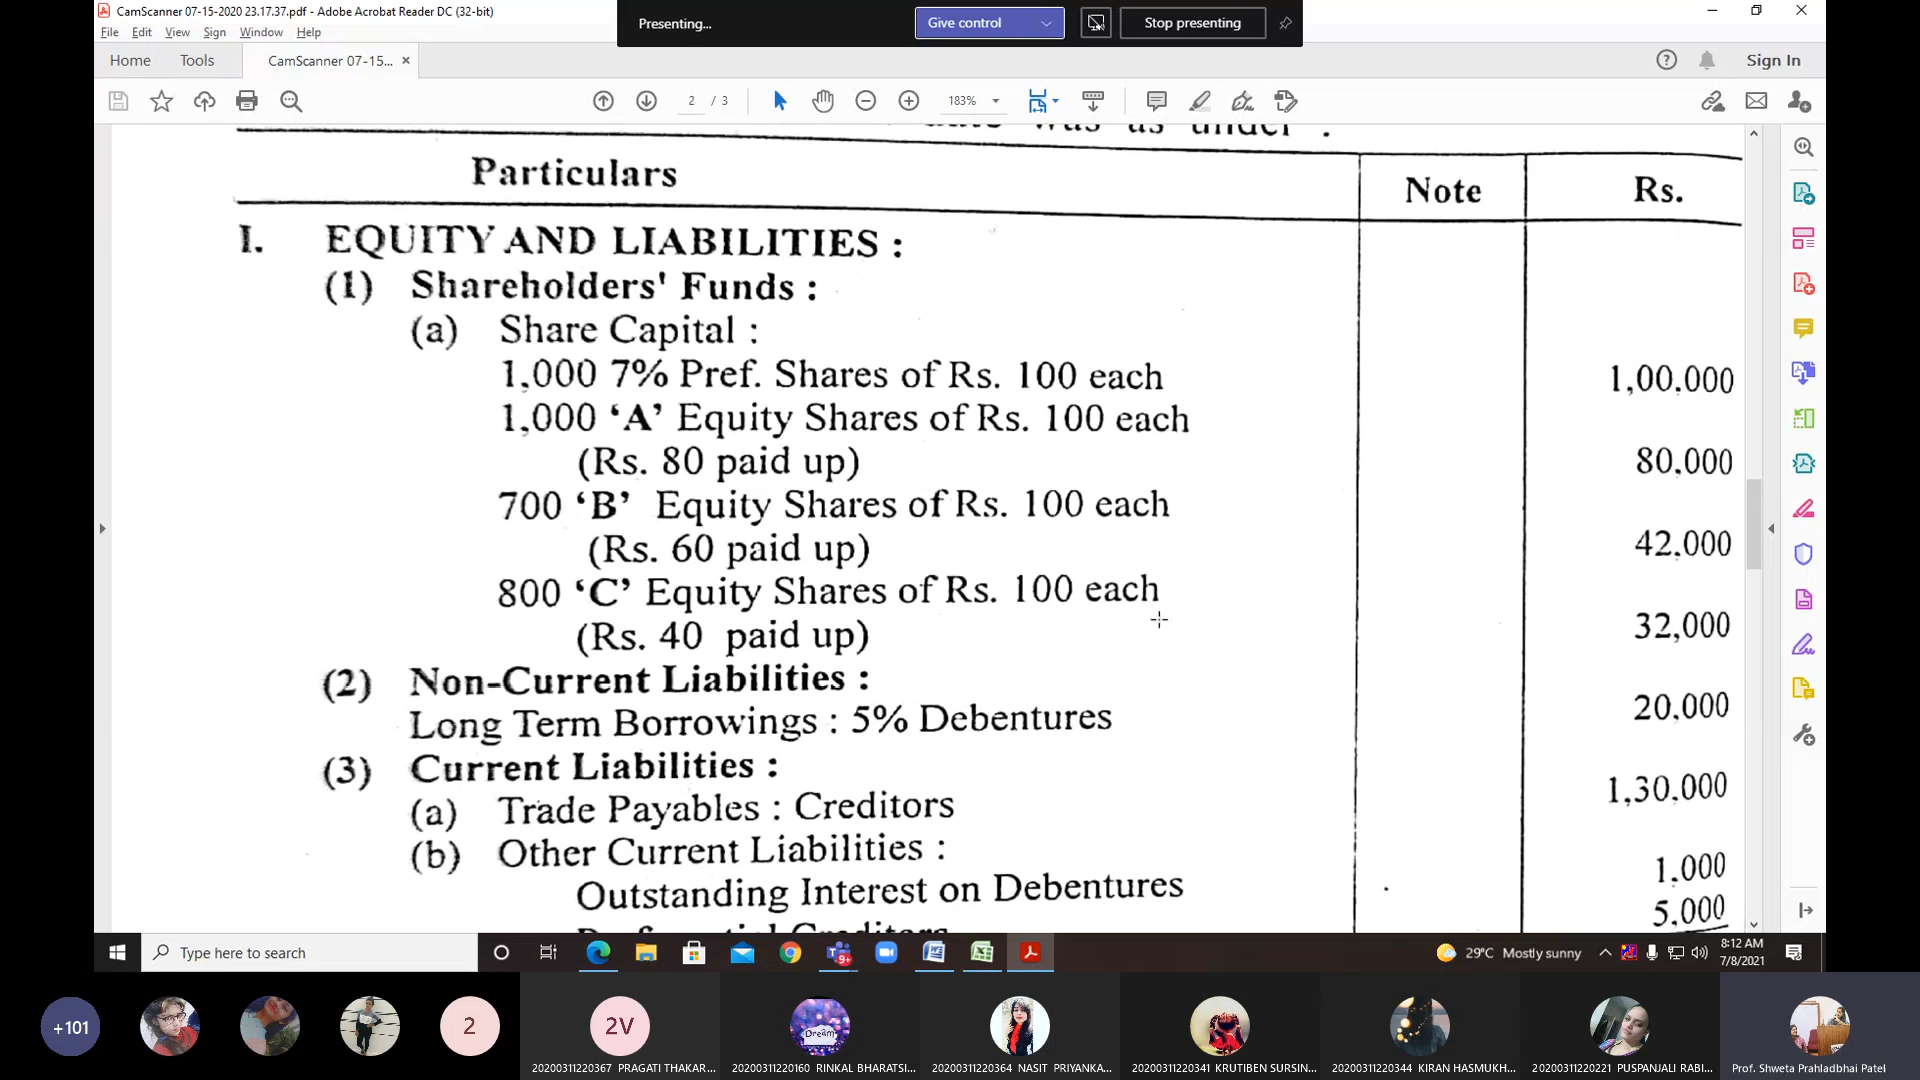 CamScanner 07-15-2020 23.17.37.pdf - Adobe Acrobat Reader DC (32-bit)
Presenting...
Give control
Stop presenting
File Edit View Sign Window Help
Home Tools CamScanner 07-15... × Sign In
2 / 3 183%
Particulars Note Rs.
I. EQUITY AND LIABILITIES :
(1) Shareholders' Funds :
(a) Share Capital :
1,000 7% Pref. Shares of Rs. 100 each 1,00,000
1,000 ‘A’ Equity Shares of Rs. 100 each
(Rs. 80 paid up) 80,000
700 ‘B’ Equity Shares of Rs. 100 each
(Rs. 60 paid up) 42,000
800 ‘C’ Equity Shares of Rs. 100 each
(Rs. 40 paid up) 32,000
(2) Non-Current Liabilities :
Long Term Borrowings : 5% Debentures 20,000
(3) Current Liabilities :
(a) Trade Payables : Creditors 1,30,000
(b) Other Current Liabilities :
Outstanding Interest on Debentures 1,000
5,000
Type here to search
9+
29°C Mostly sunny
8:12 AM
7/8/2021
+101
2
2V
Dream
20200311220367 PRAGATI THAKAR...
20200311220160 RINKAL BHARATSI...
20200311220364 NASIT PRIYANKA...
20200311220341 KRUTIBEN SURSIN...
20200311220344 KIRAN HASMUKH...
20200311220221 PUSPANJALI RABI...
Prof. Shweta Prahladbhai Patel